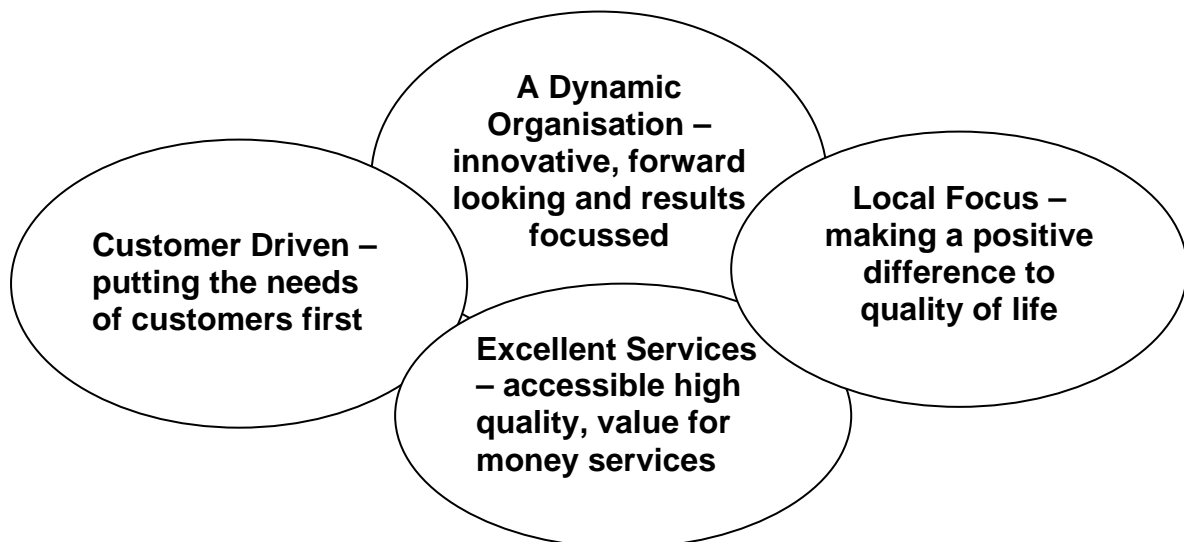 A Dynamic
Organisation –
innovative, forward
looking and results
focussed
Customer Driven –
putting the needs
of customers first
Local Focus –
making a positive
difference to
quality of life
Excellent Services
– accessible high
quality, value for
money services